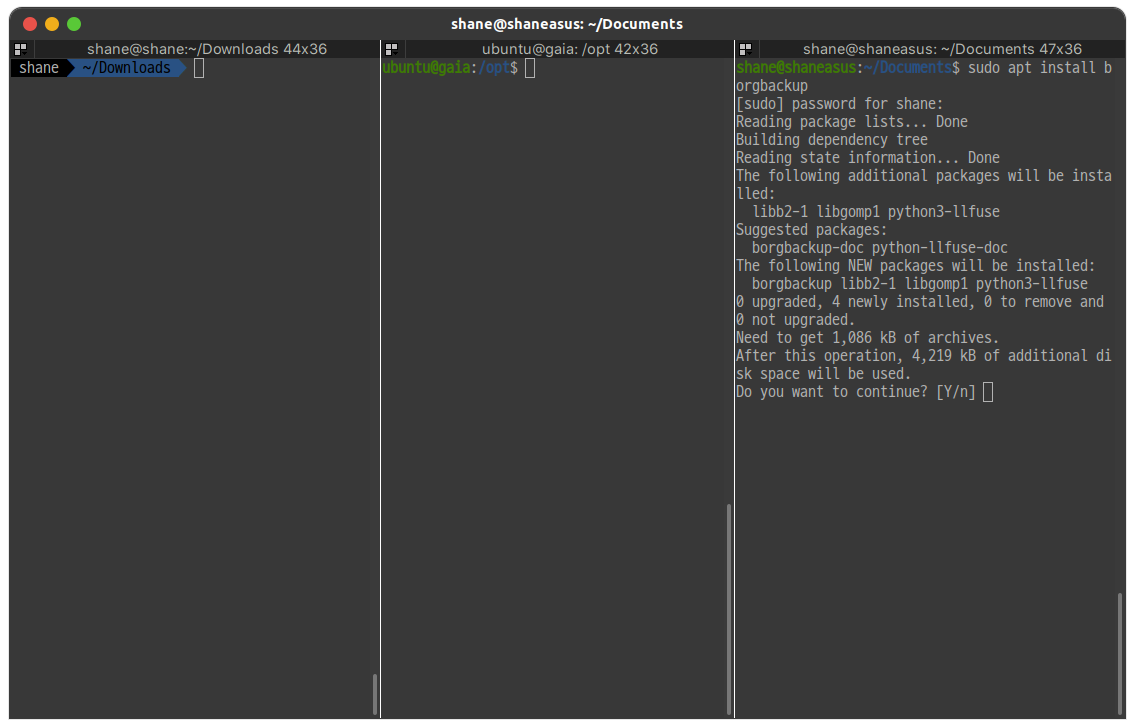 shane@shaneasus: ~/Documents
shane@shane:~/Downloads 44x36
shane ~/Downloads
ubuntu@gaia: /opt 42x36
ubuntu@gaia:/opt$
shane@shaneasus: ~/Documents 47x36
shane@shaneasus:~/Documents$ sudo apt install b
orgbackup
[sudo] password for shane:
Reading package lists... Done
Building dependency tree
Reading state information... Done
The following additional packages will be insta
lled:
  libb2-1 libgomp1 python3-llfuse
Suggested packages:
  borgbackup-doc python-llfuse-doc
The following NEW packages will be installed:
  borgbackup libb2-1 libgomp1 python3-llfuse
0 upgraded, 4 newly installed, 0 to remove and
0 not upgraded.
Need to get 1,086 kB of archives.
After this operation, 4,219 kB of additional di
sk space will be used.
Do you want to continue? [Y/n]